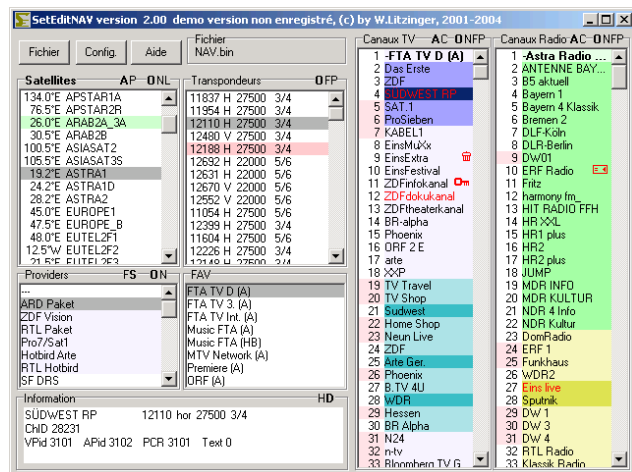 SetEditNAV version 2.00 demo version non enregistré, (c) by W.Litzinger, 2001-2004
Fichier Config. Aide
Fichier
NAV.bin
Satellites AP ONL
134.0°E APSTAR1A
76.5°E APSTAR2R
26.0°E ARAB2A_3A
30.5°E ARAB2B
100.5°E ASIASAT2
105.5°E ASIASAT3S
19.2°E ASTRA1
24.2°E ASTRA1D
28.2°E ASTRA2
45.0°E EUROPE1
47.5°E EUROPE_B
48.0°E EUTEL2F1
12.5°W EUTEL2F2
21.5°E EUTEL2F3
Transpondeurs OFP
11837 H 27500 3/4
11954 H 27500 3/4
12110 H 27500 3/4
12480 V 27500 3/4
12188 H 27500 3/4
12692 H 22000 5/6
12631 H 22000 5/6
12670 V 22000 5/6
12552 V 22000 5/6
11054 H 27500 5/6
12399 H 27500 3/4
11604 H 27500 5/6
12226 H 27500 3/4
12148 H 27500 3/4
Providers FS ON
---
ARD Paket
ZDF Vision
RTL Paket
Pro7/Sat1
Hotbird Arte
RTL Hotbird
SF DRS
FAV
FTA TV D (A)
FTA TV 3. (A)
FTA TV Int. (A)
Music FTA (A)
Music FTA (HB)
MTV Network (A)
Premiere (A)
ORF (A)
Information HD
SÜDWEST RP 12110 hor 27500 3/4
ChID 28231
VPid 3101 APid 3102 PCR 3101 Text 0
Canaux TV AC ONFP
1 -FTA TV D (A)
2 Das Erste
3 ZDF
4 SÜDWEST RP
5 SAT.1
6 ProSieben
7 KABEL1
8 EinsMuXx
9 EinsExtra
10 EinsFestival
11 ZDFinfokanal
12 ZDFdokukanal
13 ZDFtheaterkanal
14 BR-alpha
15 Phoenix
16 ORF 2 E
17 arte
18 XXP
19 TV Travel
20 TV Shop
21 Sudwest
22 Home Shop
23 Neun Live
24 ZDF
25 Arte Ger.
26 Phoenix
27 B.TV 4U
28 WDR
29 Hessen
30 BR Alpha
31 N24
32 n-tv
33 Bloomberg TV G
Canaux Radio AC ONFP
1 -Astra Radio ...
2 ANTENNE BAY...
3 B5 aktuell
4 Bayern 1
5 Bayern 4 Klassik
6 Bremen 2
7 DLF-Köln
8 DLR-Berlin
9 DW01
10 ERF Radio
11 Fritz
12 harmony fm_
13 HIT RADIO FFH
14 HR XXL
15 HR1 plus
16 HR2
17 HR2 plus
18 JUMP
19 MDR INFO
20 MDR KULTUR
21 NDR 4 Info
22 NDR Kultur
23 DomRadio
24 ERF 1
25 Funkhaus
26 WDR2
27 Eins live
28 Sputnik
29 DW 1
30 DW 3
31 DW 4
32 RTL Radio
33 Klassik Radio